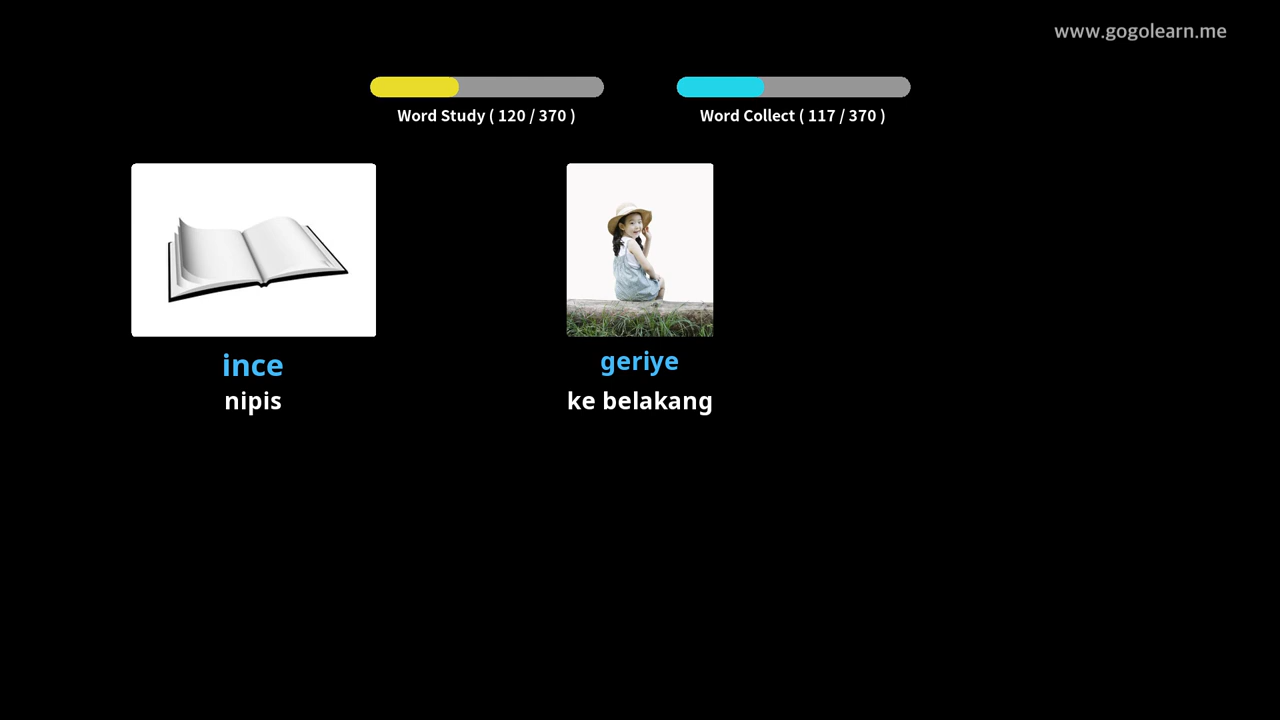 www.gogolearn.me
Word Study ( 120 / 370 )
Word Collect ( 117 / 370 )
ince
nipis
geriye
ke belakang